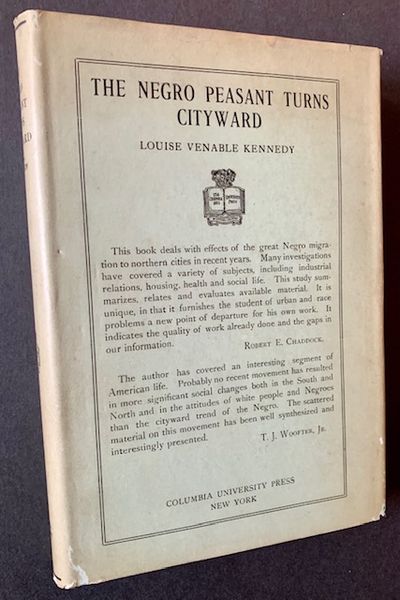 THE NEGRO PEASANT TURNS
CITYWARD
LOUISE VENABLE KENNEDY
This book deals with effects of the great Negro migra-
tion to northern cities in recent years. Many investigations
have covered a variety of subjects, including industrial
relations, housing, health and social life. This study sum-
marizes, relates and evaluates available material. It is
unique, in that it furnishes the student of urban and race
problems a new point of departure for his own work. It
indicates the quality of work already done and the gaps in
our information.
ROBERT E. CHADDOCK.
The author has covered an interesting segment of
American life. Probably no recent movement has resulted
in more significant social changes both in the South and
North and in the attitudes of white people and Negroes
than the cityward trend of the Negro. The scattered
material on this movement has been well synthesized and
interestingly presented.
T. J. WOOFTER, JR.
COLUMBIA UNIVERSITY PRESS
NEW YORK